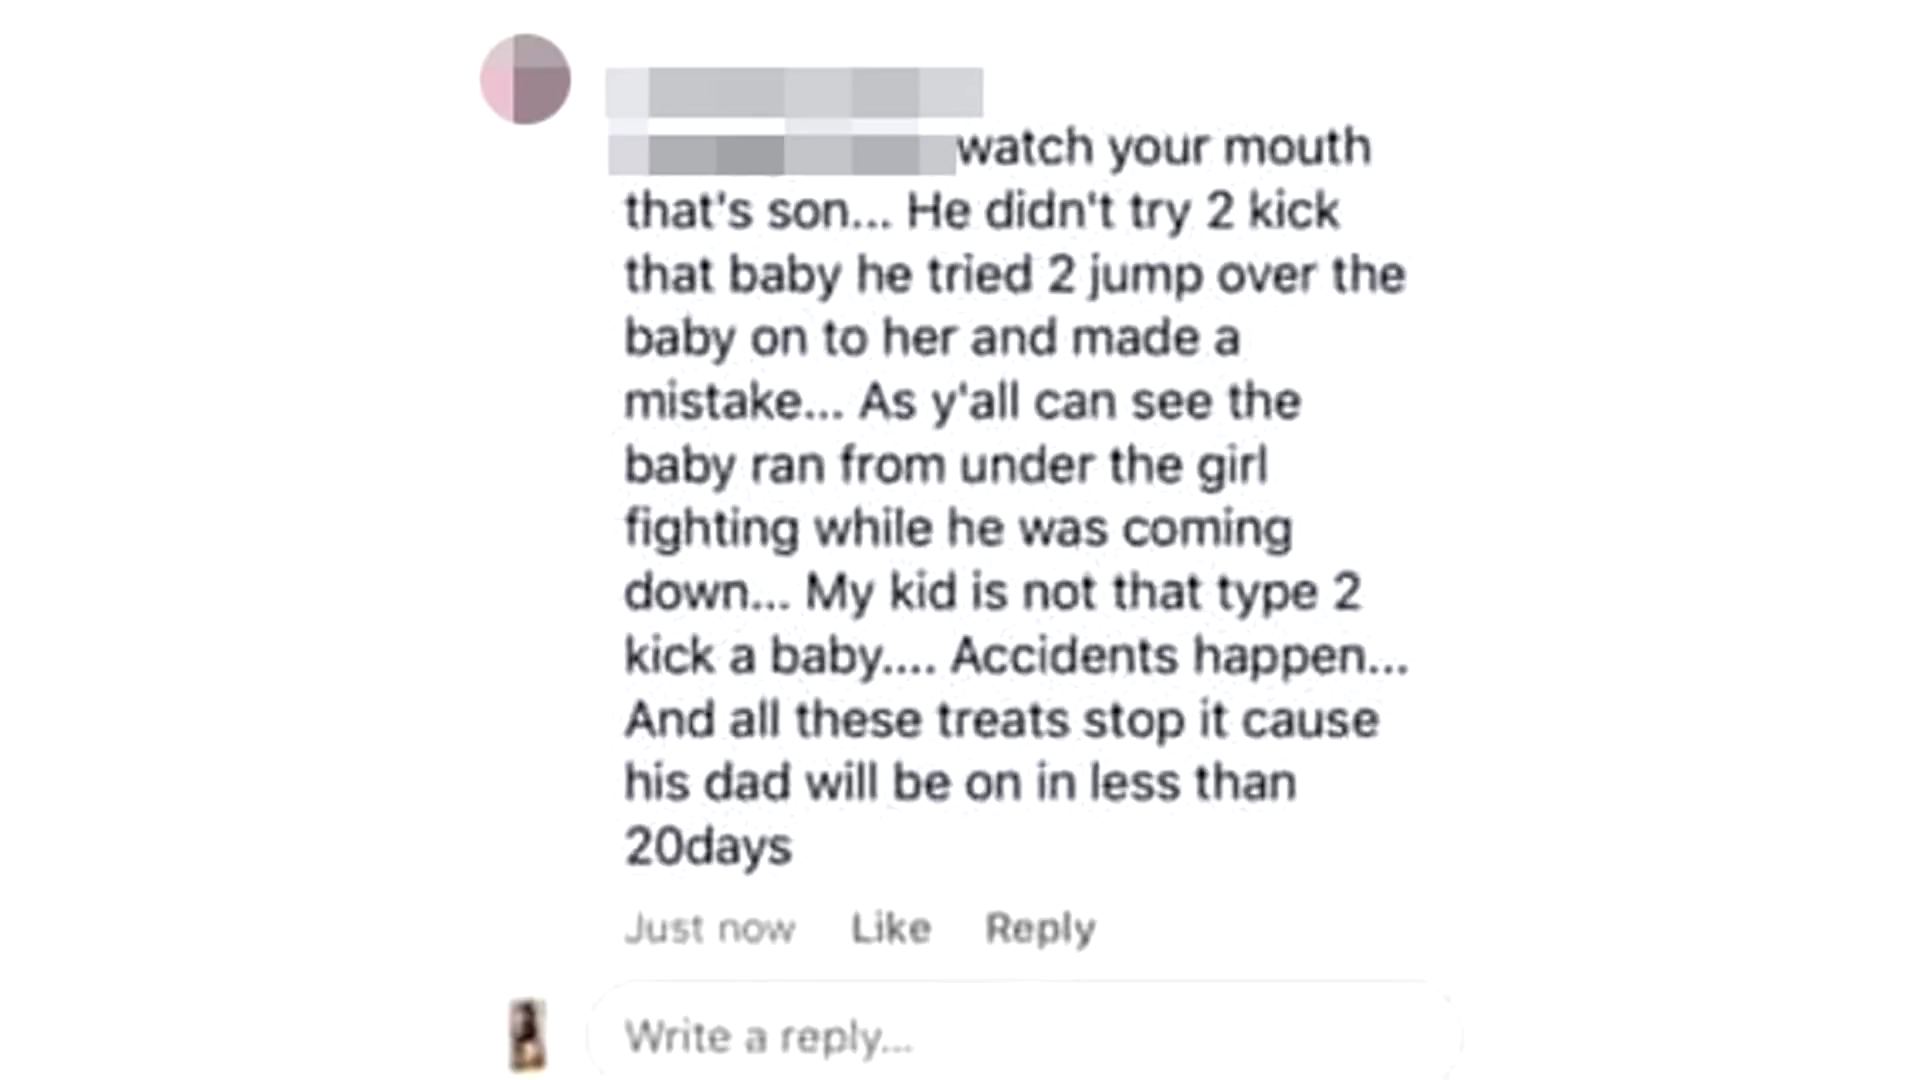 watch your mouth
that's son... He didn't try 2 kick
that baby he tried 2 jump over the
baby on to her and made a
mistake... As y'all can see the
baby ran from under the girl
fighting while he was coming
down... My kid is not that type 2
kick a baby.... Accidents happen...
And all these treats stop it cause
his dad will be on in less than
20days
Just now Like Reply
Write a reply...